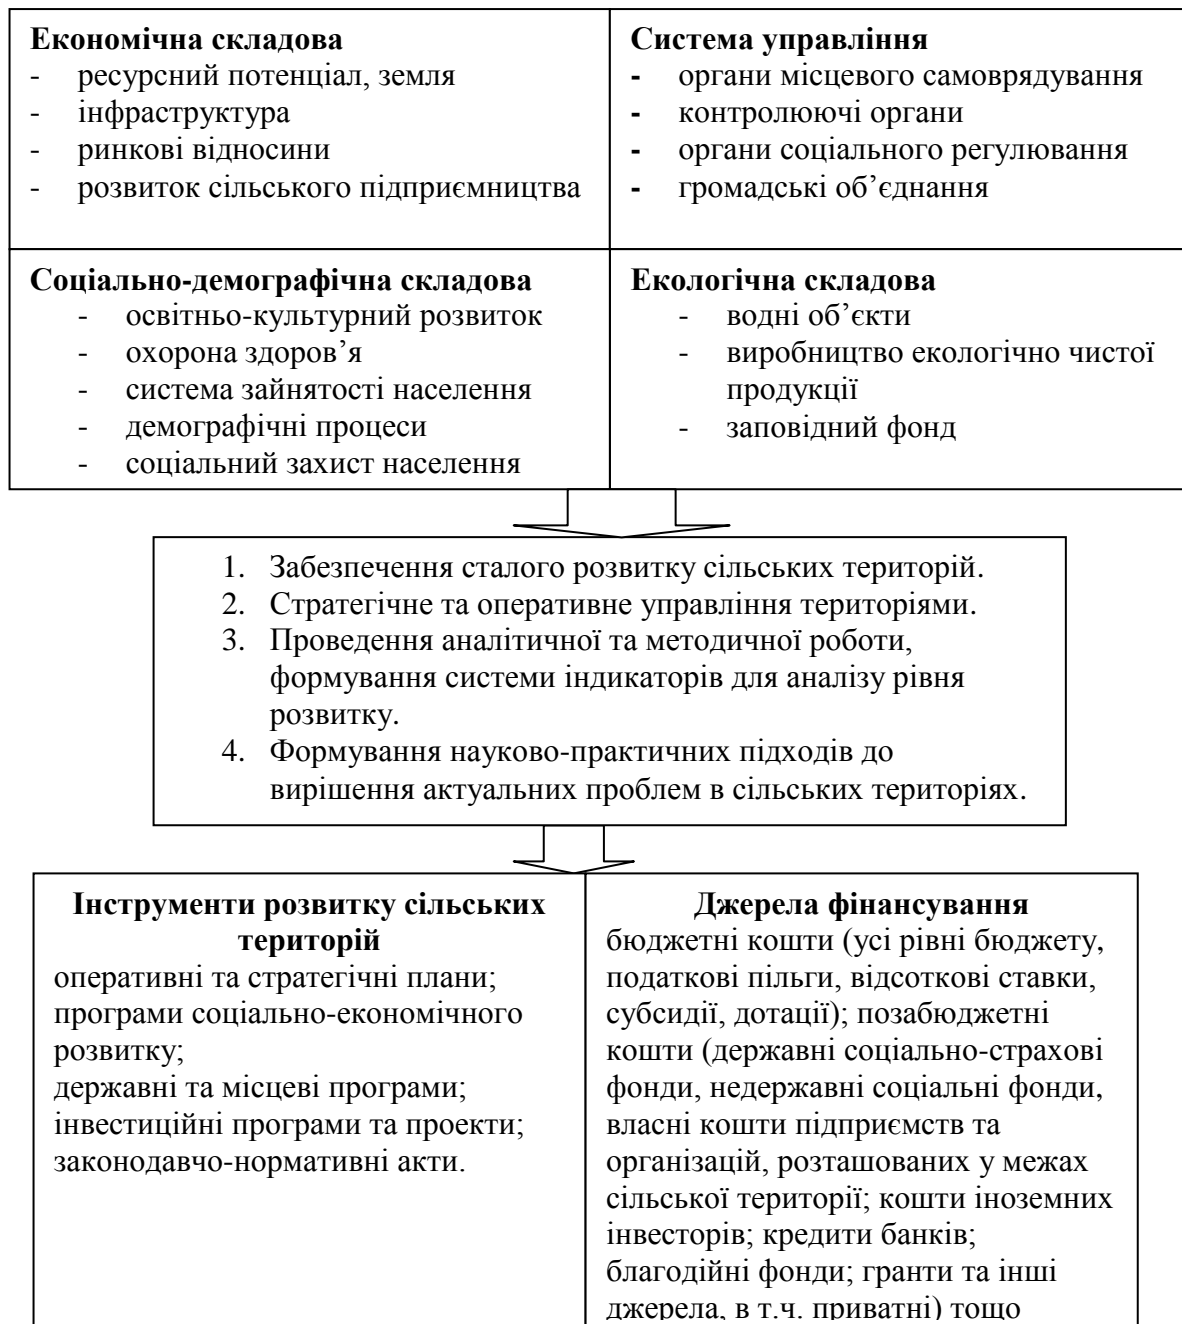 Економічна складова
- ресурсний потенціал, земля
- інфраструктура
- ринкові відносини
- розвиток сільського підприємництва
Система управління
- органи місцевого самоврядування
- контролюючі органи
- органи соціального регулювання
- громадські об’єднання
Соціально-демографічна складова
- освітньо-культурний розвиток
- охорона здоров’я
- система зайнятості населення
- демографічні процеси
- соціальний захист населення
Екологічна складова
- водні об’єкти
- виробництво екологічно чистої
продукції
- заповідний фонд
1. Забезпечення сталого розвитку сільських територій.
2. Стратегічне та оперативне управління територіями.
3. Проведення аналітичної та методичної роботи,
формування системи індикаторів для аналізу рівня
розвитку.
4. Формування науково-практичних підходів до
вирішення актуальних проблем в сільських територіях.
Інструменти розвитку сільських
територій
оперативні та стратегічні плани;
програми соціально-економічного
розвитку;
державні та місцеві програми;
інвестиційні програми та проекти;
законодавчо-нормативні акти.
Джерела фінансування
бюджетні кошти (усі рівні бюджету,
податкові пільги, відсоткові ставки,
субсидії, дотації); позабюджетні
кошти (державні соціально-страхові
фонди, недержавні соціальні фонди,
власні кошти підприємств та
організацій, розташованих у межах
сільської території; кошти іноземних
інвесторів; кредити банків;
благодійні фонди; гранти та інші
джерела, в т.ч. приватні) тощо